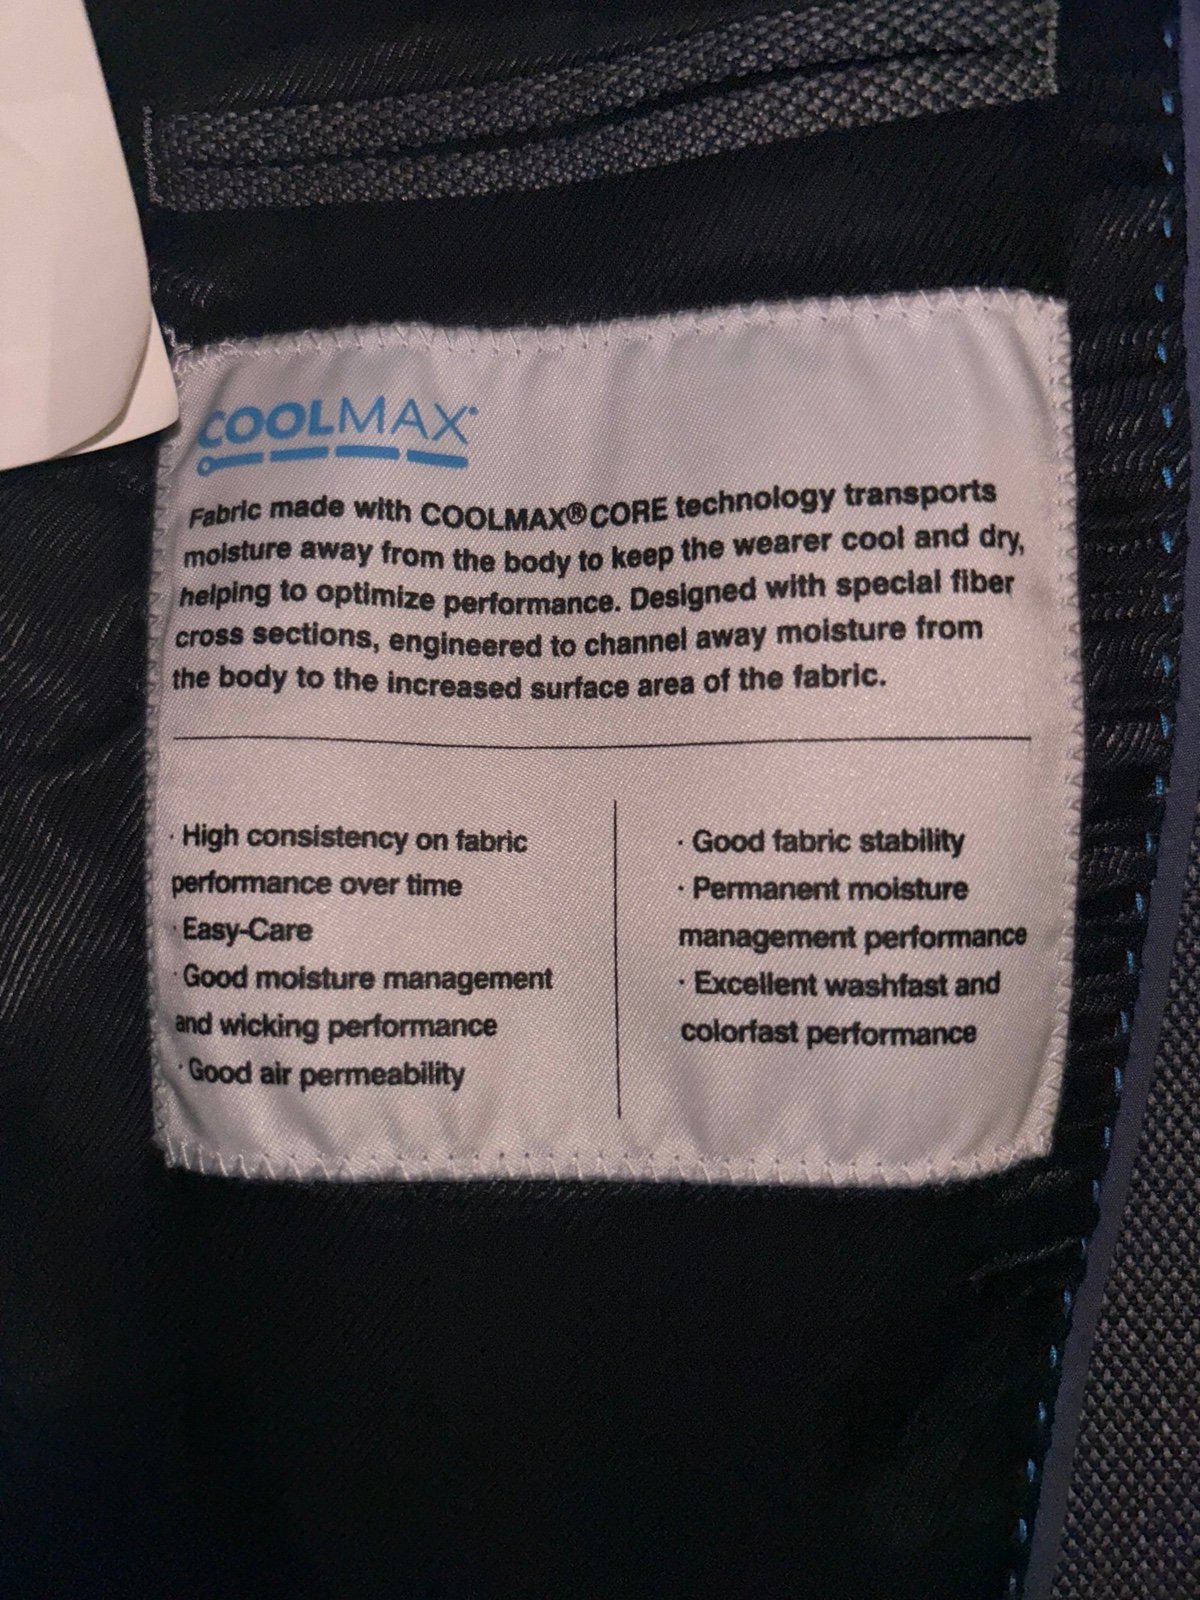 COOLMAX®
Fabric made with COOLMAX®CORE technology transports
moisture away from the body to keep the wearer cool and dry,
helping to optimize performance. Designed with special fiber
cross sections, engineered to channel away moisture from
the body to the increased surface area of the fabric.
· High consistency on fabric
performance over time
· Easy-Care
· Good moisture management
and wicking performance
· Good air permeability
· Good fabric stability
· Permanent moisture
management performance
· Excellent washfast and
colorfast performance